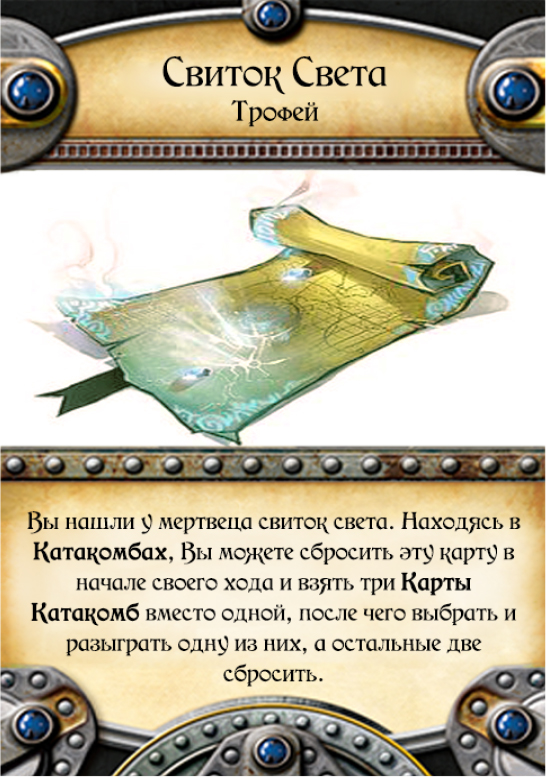 Свиток Света
Трофей
Вы нашли у мертвеца свиток света. Находясь в
Катакомбах, Вы можете сбросить эту карту в
начале своего хода и взять три Карты
Катакомб вместо одной, после чего выбрать и
разыграть одну из них, а остальные две
сбросить.